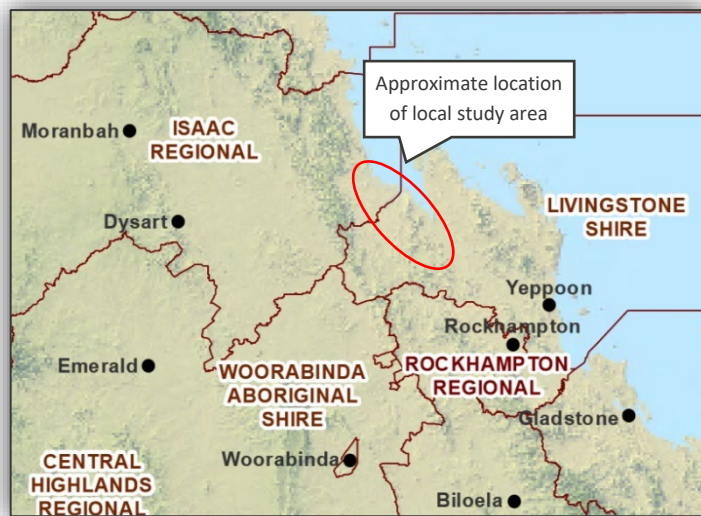 Approximate location
of local study area
Moranbah
ISAAC
REGIONAL
Dysart
LIVINGSTONE
SHIRE
Yeppoon
Rockhampton
ROCKHAMPTON
REGIONAL
Emerald
WOORABINDA
ABORIGINAL
SHIRE
Gladstone
CENTRAL
HIGHLANDS
REGIONAL
Woorabinda
Biloela